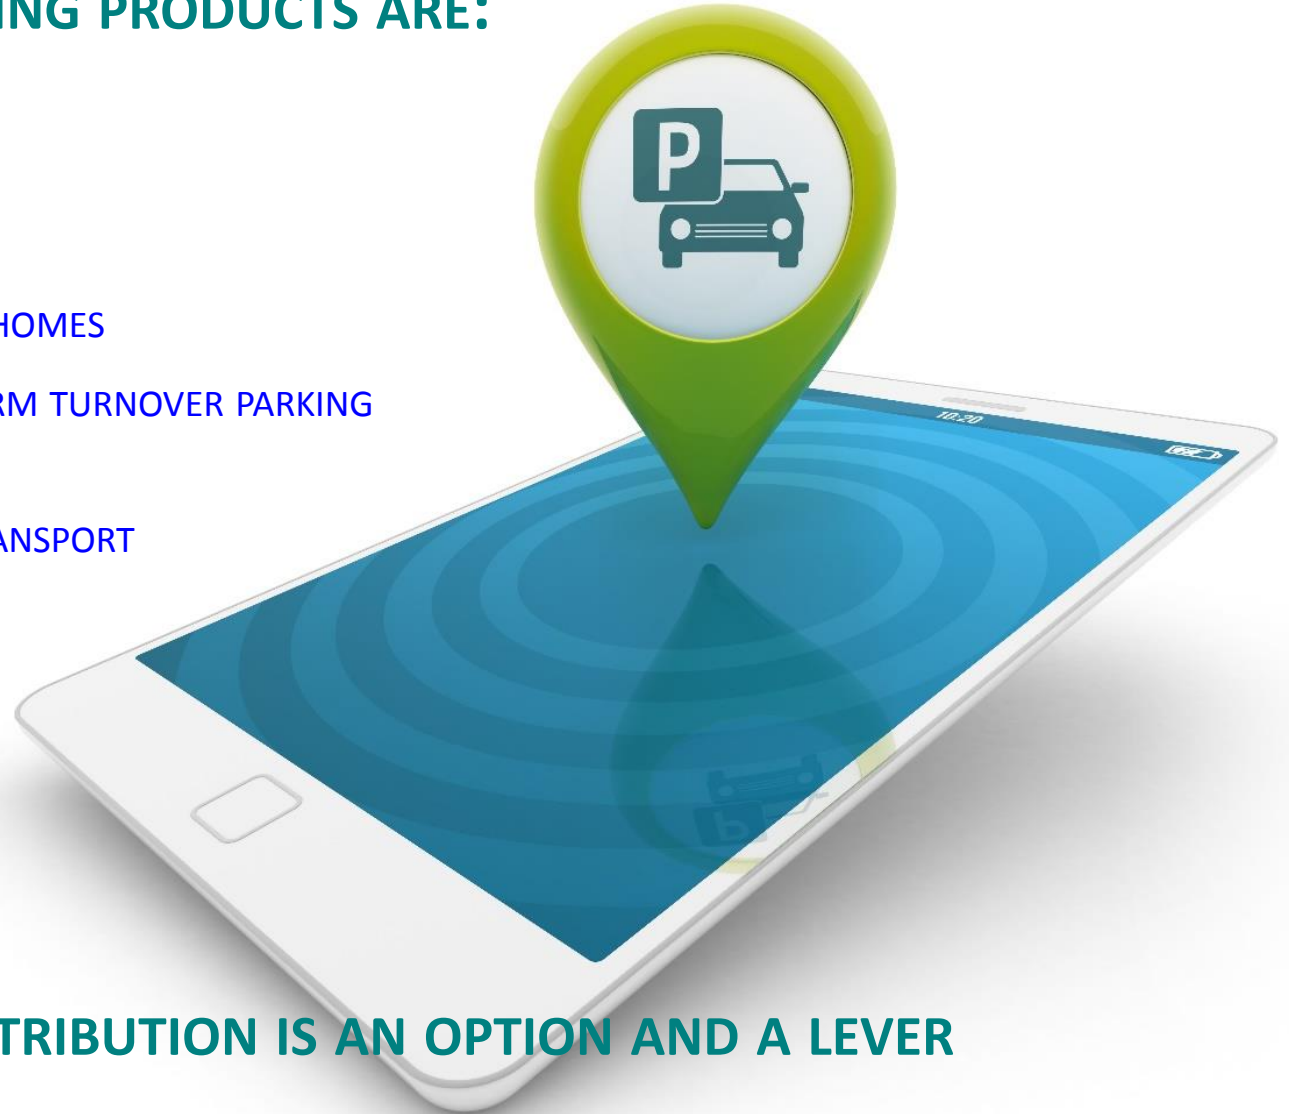 ING PRODUCTS ARE:
P
HOMES
RM TURNOVER PARKING
10:20
ANSPORT
P
TRIBUTION IS AN OPTION AND A LEVER